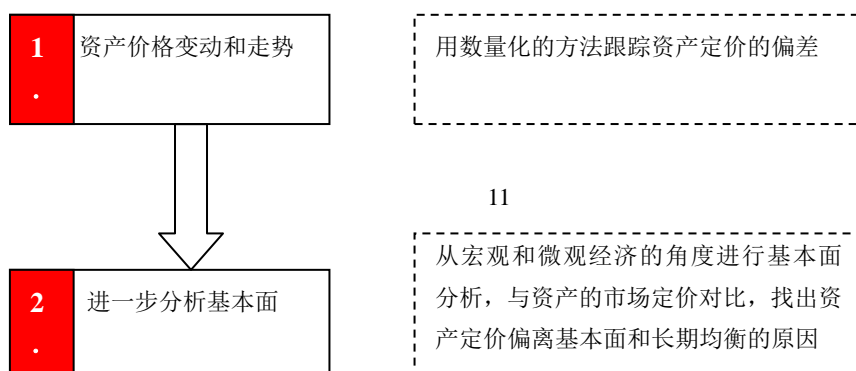 1 资产价格变动和走势 用数量化的方法跟踪资产定价的偏差
.
11
从宏观和微观经济的角度进行基本面
2 进一步分析基本面 分析，与资产的市场定价对比，找出资
. 产定价偏离基本面和长期均衡的原因